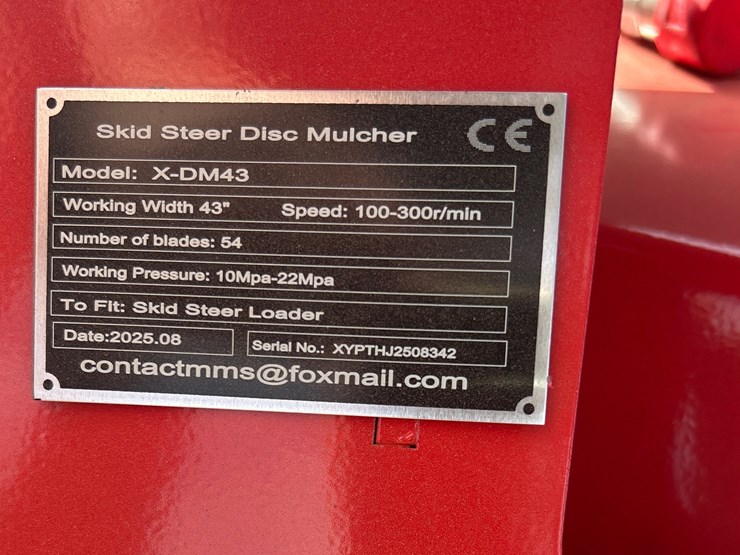 Skid Steer Disc Mulcher CE
Model: X-DM43
Working Width 43" Speed: 100-300r/min
Number of blades: 54
Working Pressure: 10Mpa-22Mpa
To Fit: Skid Steer Loader
Date:2025.08 Serial No.: XYPTHJ2508342
contactmms@foxmail.com